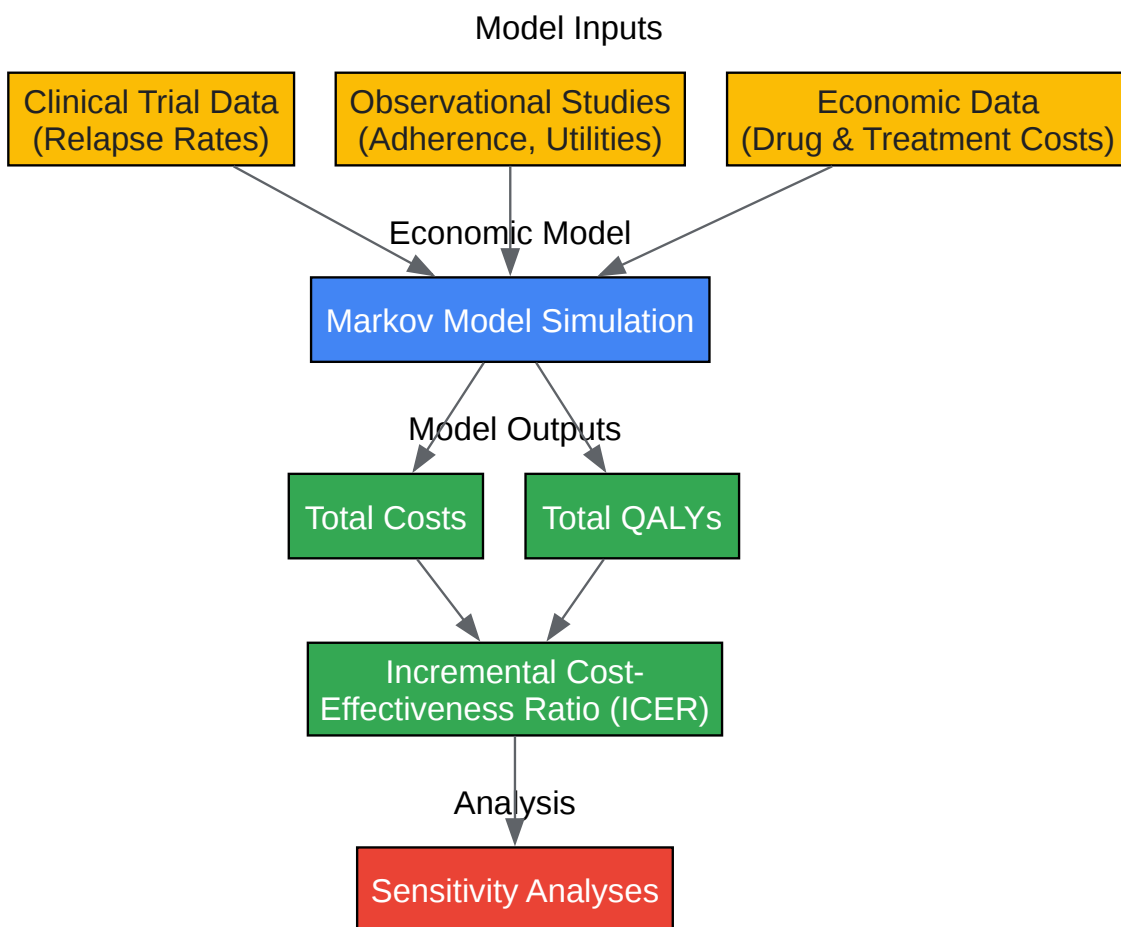 Model Inputs
Clinical Trial Data
(Relapse Rates)
Observational Studies
(Adherence, Utilities)
Economic Data
(Drug & Treatment Costs)
Economic Model
Markov Model Simulation
Model Outputs
Total Costs
Total QALYs
Incremental Cost-
Effectiveness Ratio (ICER)
Analysis
Sensitivity Analyses